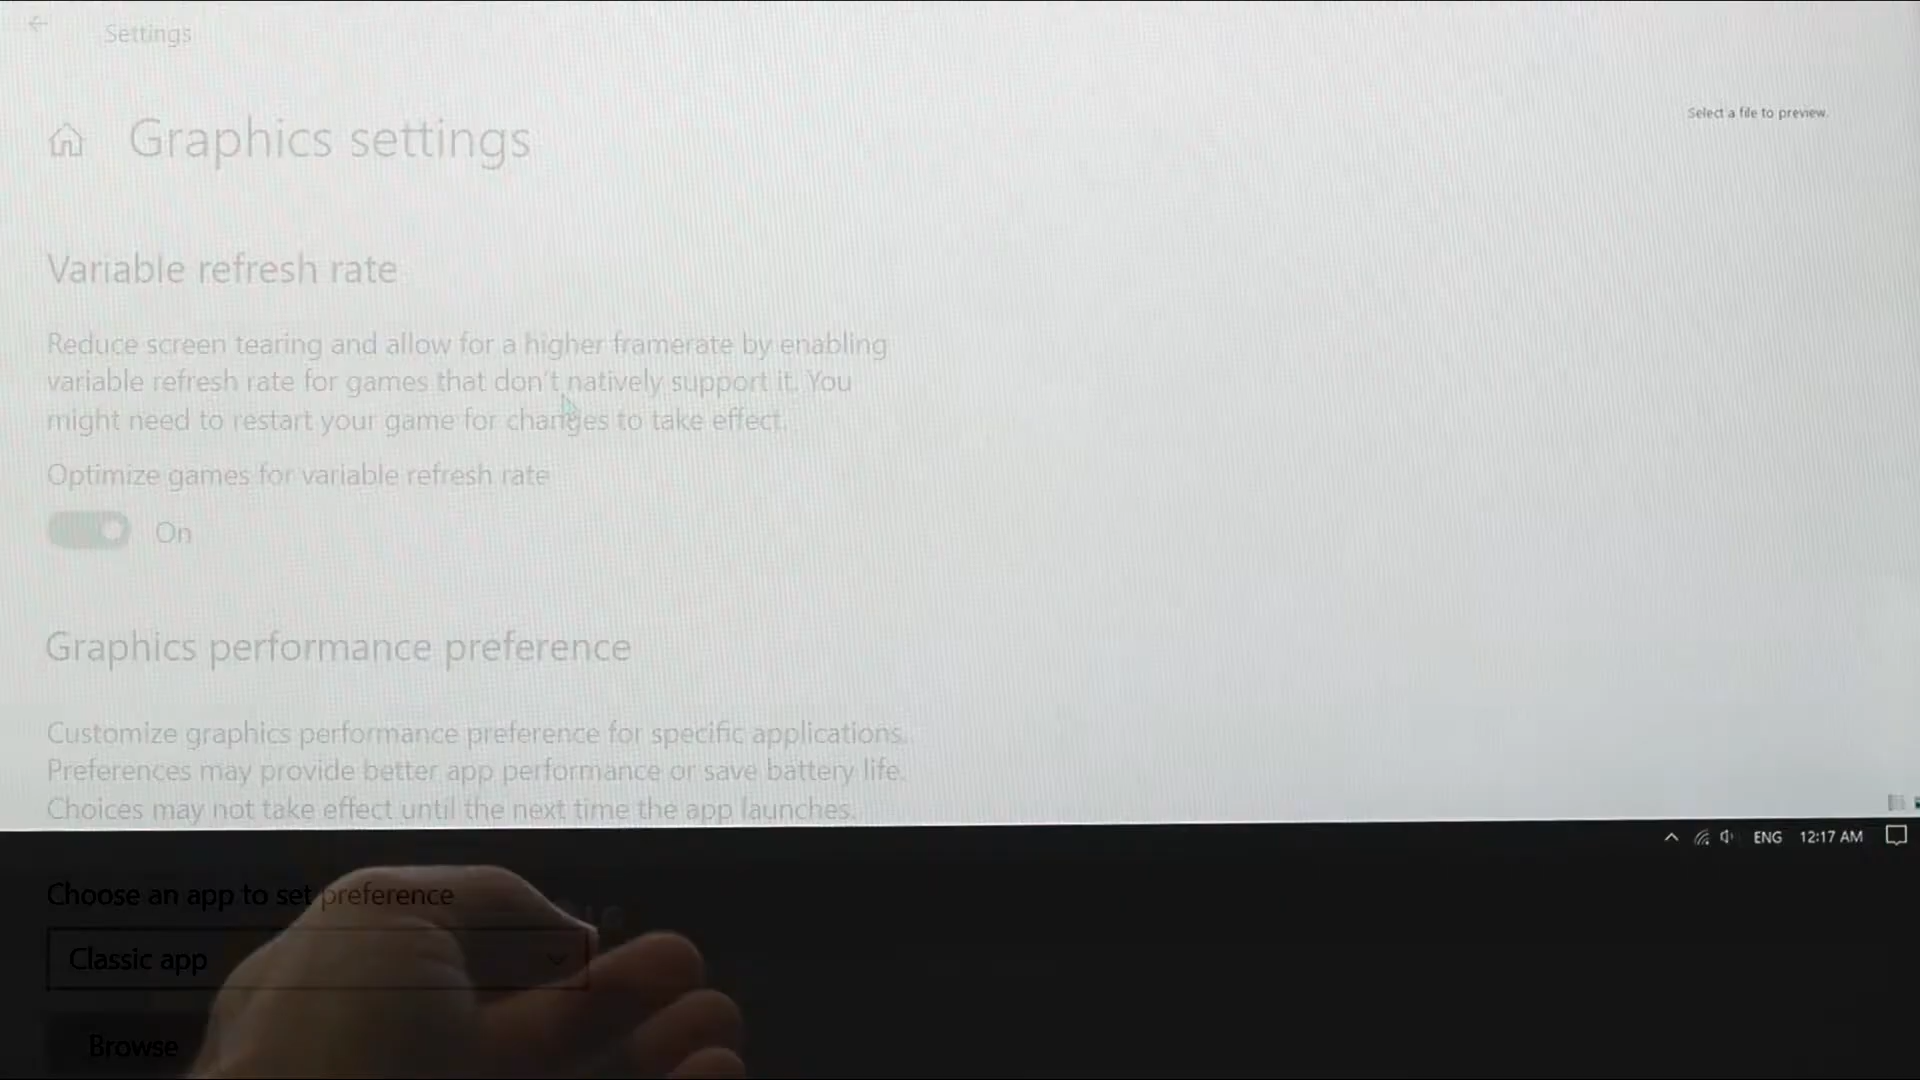 Settings
Graphics settings
Select a file to preview.
Variable refresh rate
Reduce screen tearing and allow for a higher framerate by enabling
variable refresh rate for games that don't natively support it. You
might need to restart your game for changes to take effect.
Optimize games for variable refresh rate
On
Graphics performance preference
Customize graphics performance preference for specific applications.
Preferences may provide better app performance or save battery life.
Choices may not take effect until the next time the app launches.
ENG 12:17 AM
Choose an app to set preference
Classic app
Browse